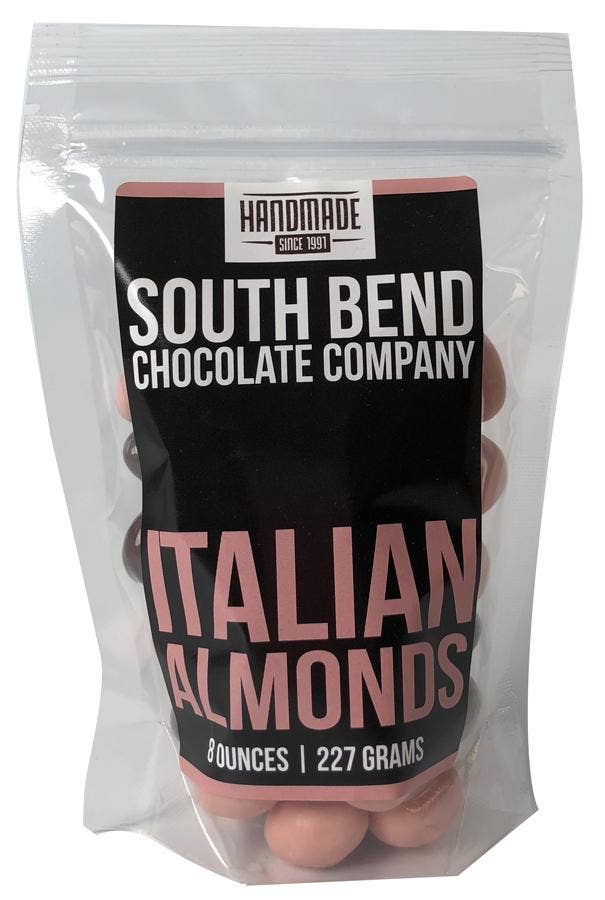 HANDMADE
SINCE 1991
SOUTH BEND
CHOCOLATE COMPANY
ITALIAN
ALMONDS
8 OUNCES | 227 GRAMS